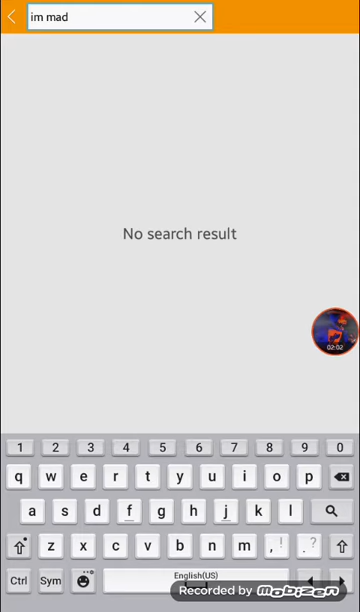 im mad
No search result
02:02
1 2 3 4 5 6 7 8 9 0
q w e r t y u i o p
a s d f g h j k l
z x c v b n m , ! . ?
Ctrl Sym English(US)
Recorded by Mobizen